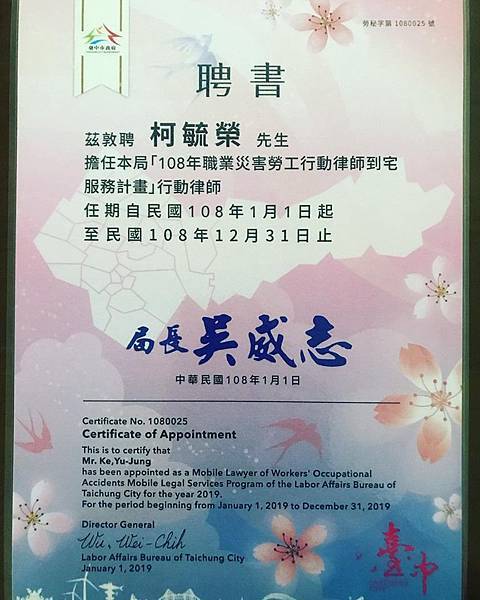 勞秘字第 1080025 號
臺中市政府
聘書
茲敦聘 柯毓榮 先生
擔任本局「108年職業災害勞工行動律師到宅
服務計畫」行動律師
任期自民國108年1月1日起
至民國108年12月31日止
局長 吳威志
中華民國108年1月1日
Certificate No. 1080025
Certificate of Appointment
This is to certify that
Mr. Ke,Yu-Jung
has been appointed as a Mobile Lawyer of Workers' Occupational
Accidents Mobile Legal Services Program of the Labor Affairs Bureau of
Taichung City for the year 2019.
For the period beginning from January 1, 2019 to December 31, 2019
Director General
Wu, Wei-Chih
Labor Affairs Bureau of Taichung City
January 1, 2019
臺中